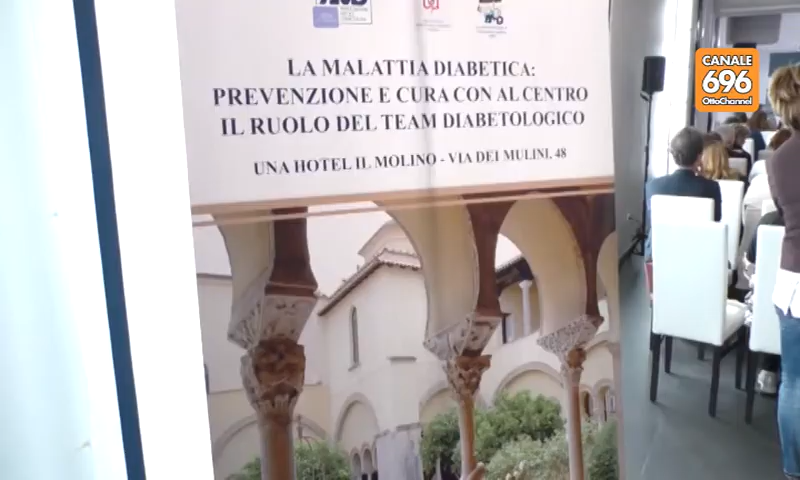 LA MALATTIA DIABETICA:
PREVENZIONE E CURA CON AL CENTRO
IL RUOLO DEL TEAM DIABETOLOGICO
UNA HOTEL IL MOLINO - VIA DEI MULINI, 48
CANALE
696
OttoChannel